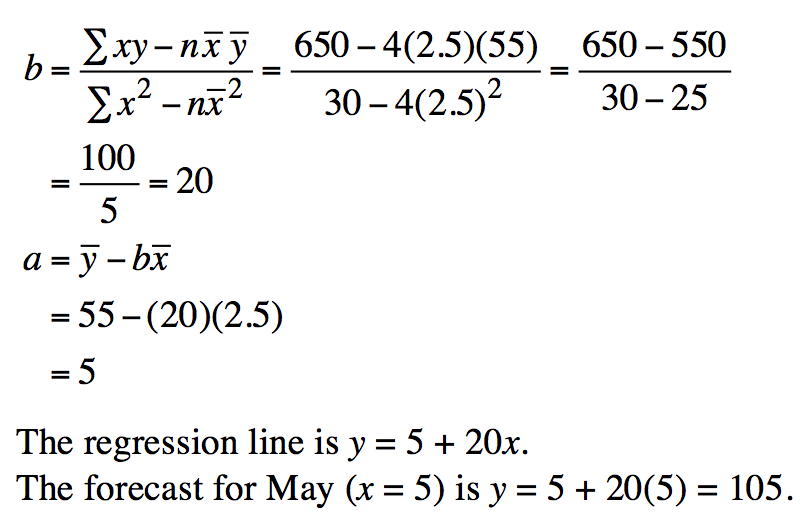 b = (∑xy − nx̄ ȳ)/(∑x² − nx̄²) = (650 − 4(2.5)(55))/(30 − 4(2.5)²) = (650 − 550)/(30 − 25)
= 100/5 = 20
a = ȳ − bx̄
= 55 − (20)(2.5)
= 5
The regression line is y = 5 + 20x.
The forecast for May (x = 5) is y = 5 + 20(5) = 105.